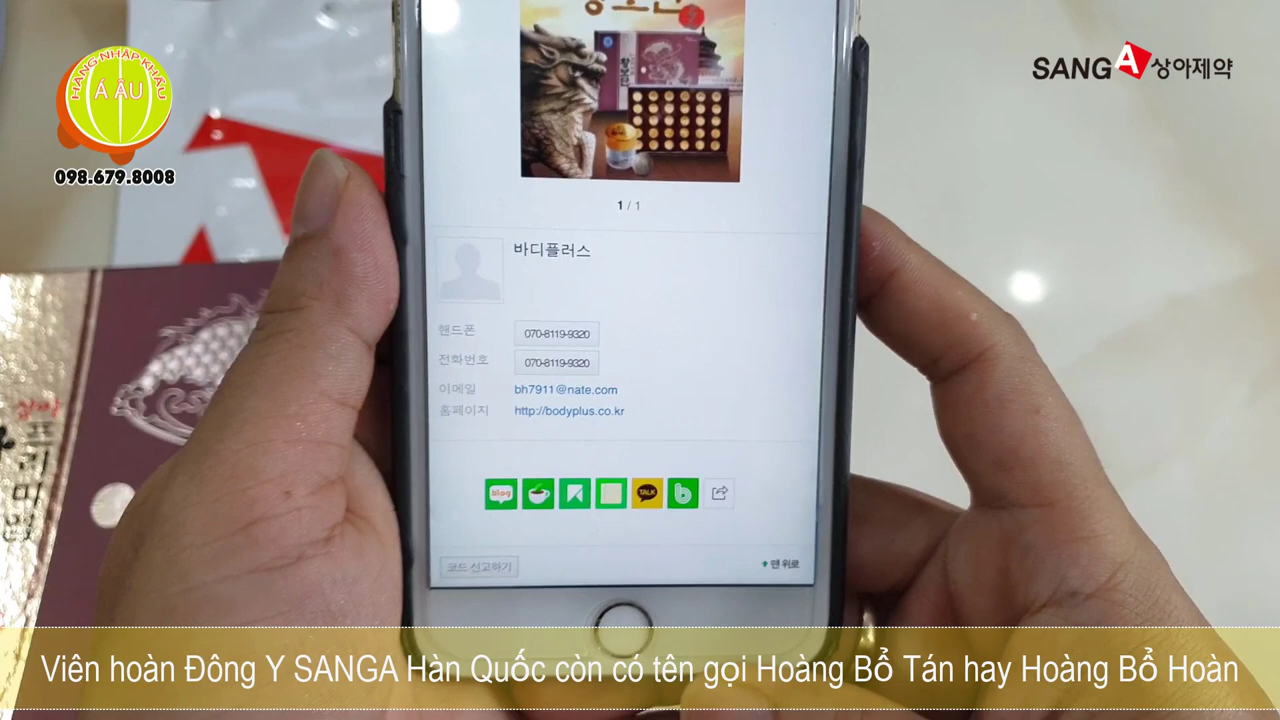 HÀNG NHẬP KHẨU
Á ÂU
098.679.8008
SANGA 상아제약
1 / 1
바디플러스
핸드폰 070-8119-9320
전화번호 070-8119-9320
이메일 bh7911@nate.com
홈페이지 http://bodyplus.co.kr
blog
TALK
b
코드 신고하기
맨 위로
Viên hoàn Đông Y SANGA Hàn Quốc còn có tên gọi Hoàng Bổ Tán hay Hoàng Bổ Hoàn